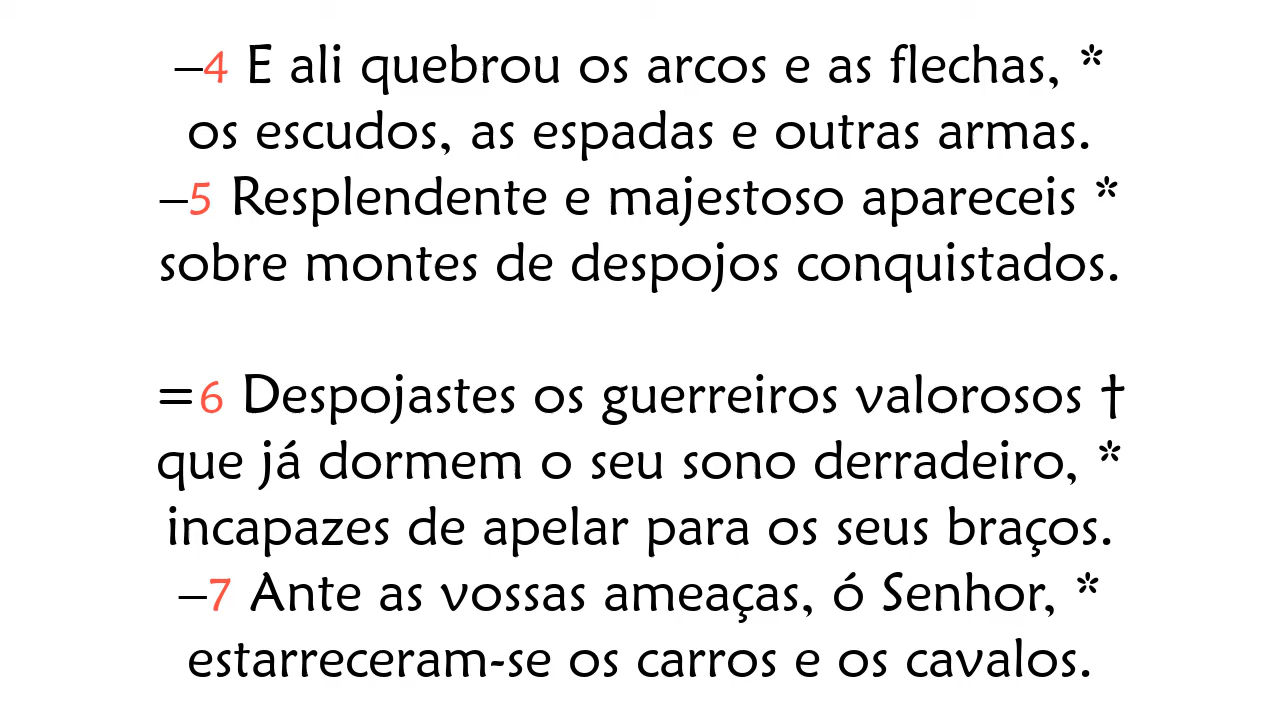 –4 E ali quebrou os arcos e as flechas, *
os escudos, as espadas e outras armas.
–5 Resplendente e majestoso apareceis *
sobre montes de despojos conquistados.
=6 Despojastes os guerreiros valorosos †
que já dormem o seu sono derradeiro, *
incapazes de apelar para os seus braços.
–7 Ante as vossas ameaças, ó Senhor, *
estarreceram-se os carros e os cavalos.